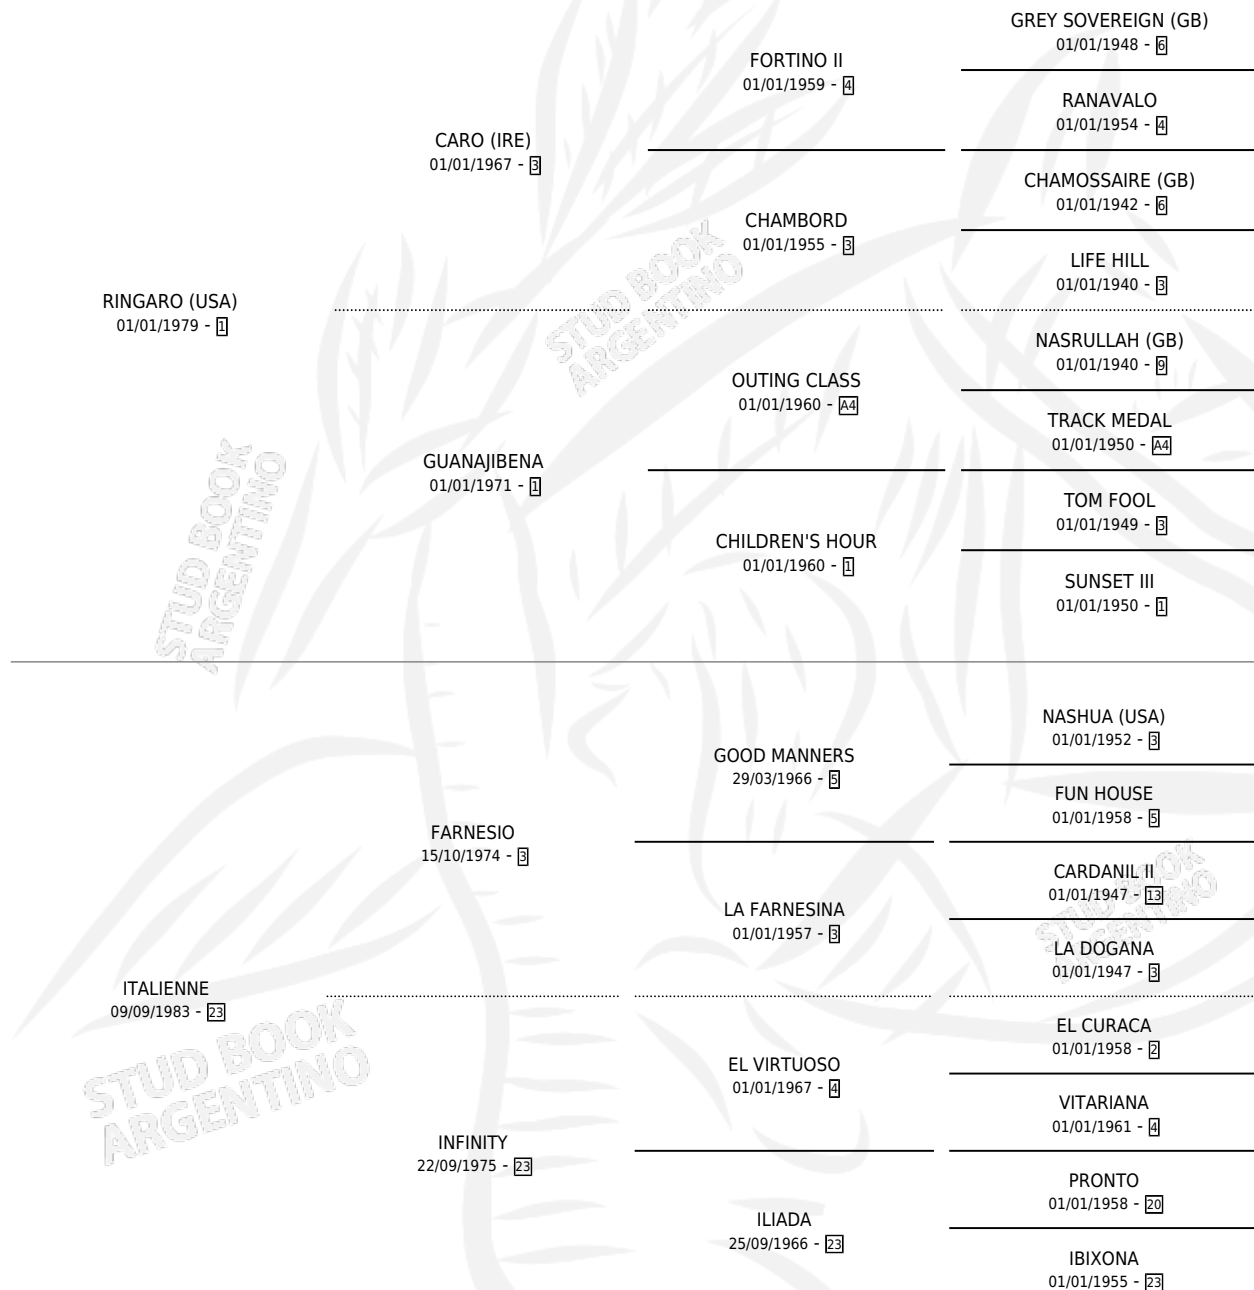 GREY SOVEREIGN (GB)
01/01/1948 - 6
FORTINO II
01/01/1959 - 4
RANAVALO
01/01/1954 - 4
CARO (IRE)
01/01/1967 - 3
CHAMOSSAIRE (GB)
01/01/1942 - 6
CHAMBORD
01/01/1955 - 3
LIFE HILL
01/01/1940 - 3
RINGARO (USA)
01/01/1979 - 1
STUD BOOK
ARGENTINO
NASRULLAH (GB)
01/01/1940 - 9
OUTING CLASS
01/01/1960 - A4
TRACK MEDAL
01/01/1950 - A4
GUANAJIBENA
01/01/1971 - 1
TOM FOOL
01/01/1949 - 3
CHILDREN'S HOUR
01/01/1960 - 1
SUNSET III
01/01/1950 - 1
STUD BOOK
ARGENTINO
NASHUA (USA)
01/01/1952 - 3
GOOD MANNERS
29/03/1966 - 5
FUN HOUSE
01/01/1958 - 5
FARNESIO
15/10/1974 - 3
CARDANIL II
01/01/1947 - 13
LA FARNESINA
01/01/1957 - 3
STUD BOOK
ARGENTINO
LA DOGANA
01/01/1947 - 3
ITALIENNE
09/09/1983 - 23
EL CURACA
01/01/1958 - 2
EL VIRTUOSO
01/01/1967 - 4
STUD BOOK
ARGENTINO
VITARIANA
01/01/1961 - 4
INFINITY
22/09/1975 - 23
PRONTO
01/01/1958 - 20
ILIADA
25/09/1966 - 23
IBIXONA
01/01/1955 - 23